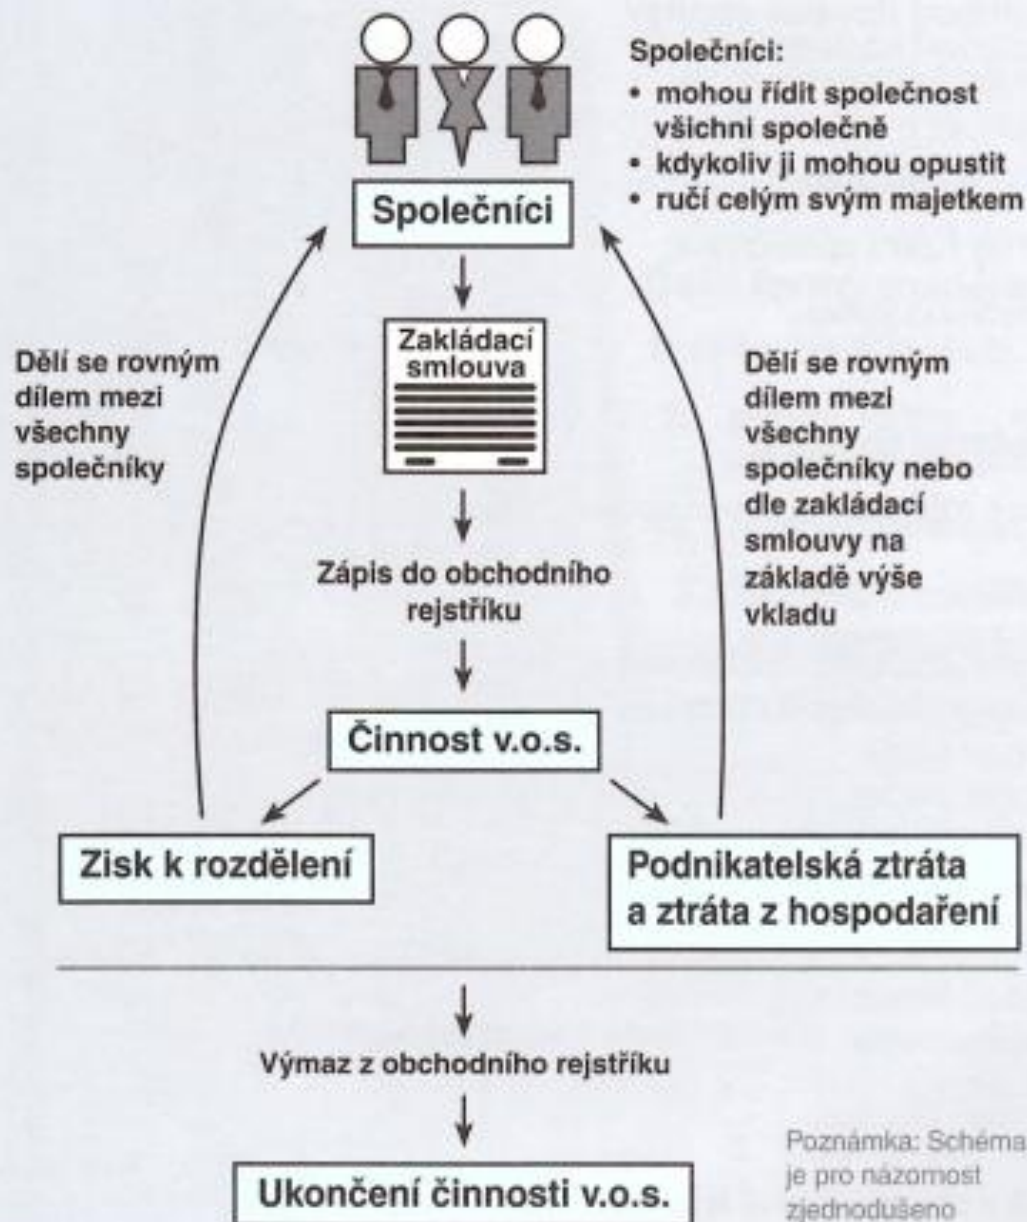 Společníci:
• mohou řídit společnost
všichni společně
• kdykoliv ji mohou opustit
• ručí celým svým majetkem
Společníci
Zakládací
smlouva
Dělí se rovným
dílem mezi
všechny
společníky
Dělí se rovným
dílem mezi
všechny
společníky nebo
dle zakládací
smlouvy na
základě výše
vkladu
Zápis do obchodního
rejstříku
Činnost v.o.s.
Zisk k rozdělení
Podnikatelská ztráta
a ztráta z hospodaření
Výmaz z obchodního rejstříku
Ukončení činnosti v.o.s.
Poznámka: Schéma
je pro názornost
zjednodušeno